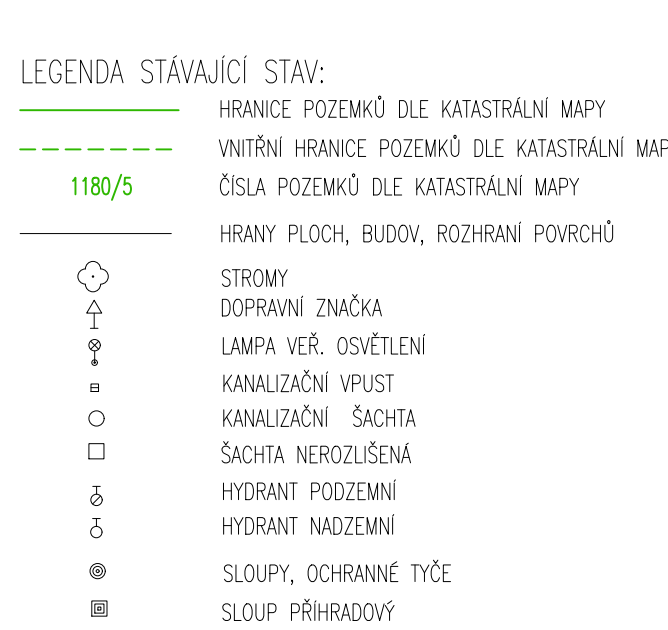 LEGENDA STÁVAJÍCÍ STAV:
HRANICE POZEMKŮ DLE KATASTRÁLNÍ MAPY
VNITŘNÍ HRANICE POZEMKŮ DLE KATASTRÁLNÍ MAP
1180/5 ČÍSLA POZEMKŮ DLE KATASTRÁLNÍ MAPY
HRANY PLOCH, BUDOV, ROZHRANÍ POVRCHŮ
STROMY
DOPRAVNÍ ZNAČKA
LAMPA VEŘ. OSVĚTLENÍ
KANALIZAČNÍ VPUST
KANALIZAČNÍ ŠACHTA
ŠACHTA NEROZLIŠENÁ
HYDRANT PODZEMNÍ
HYDRANT NADZEMNÍ
SLOUPY, OCHRANNÉ TYČE
SLOUP PŘÍHRADOVÝ